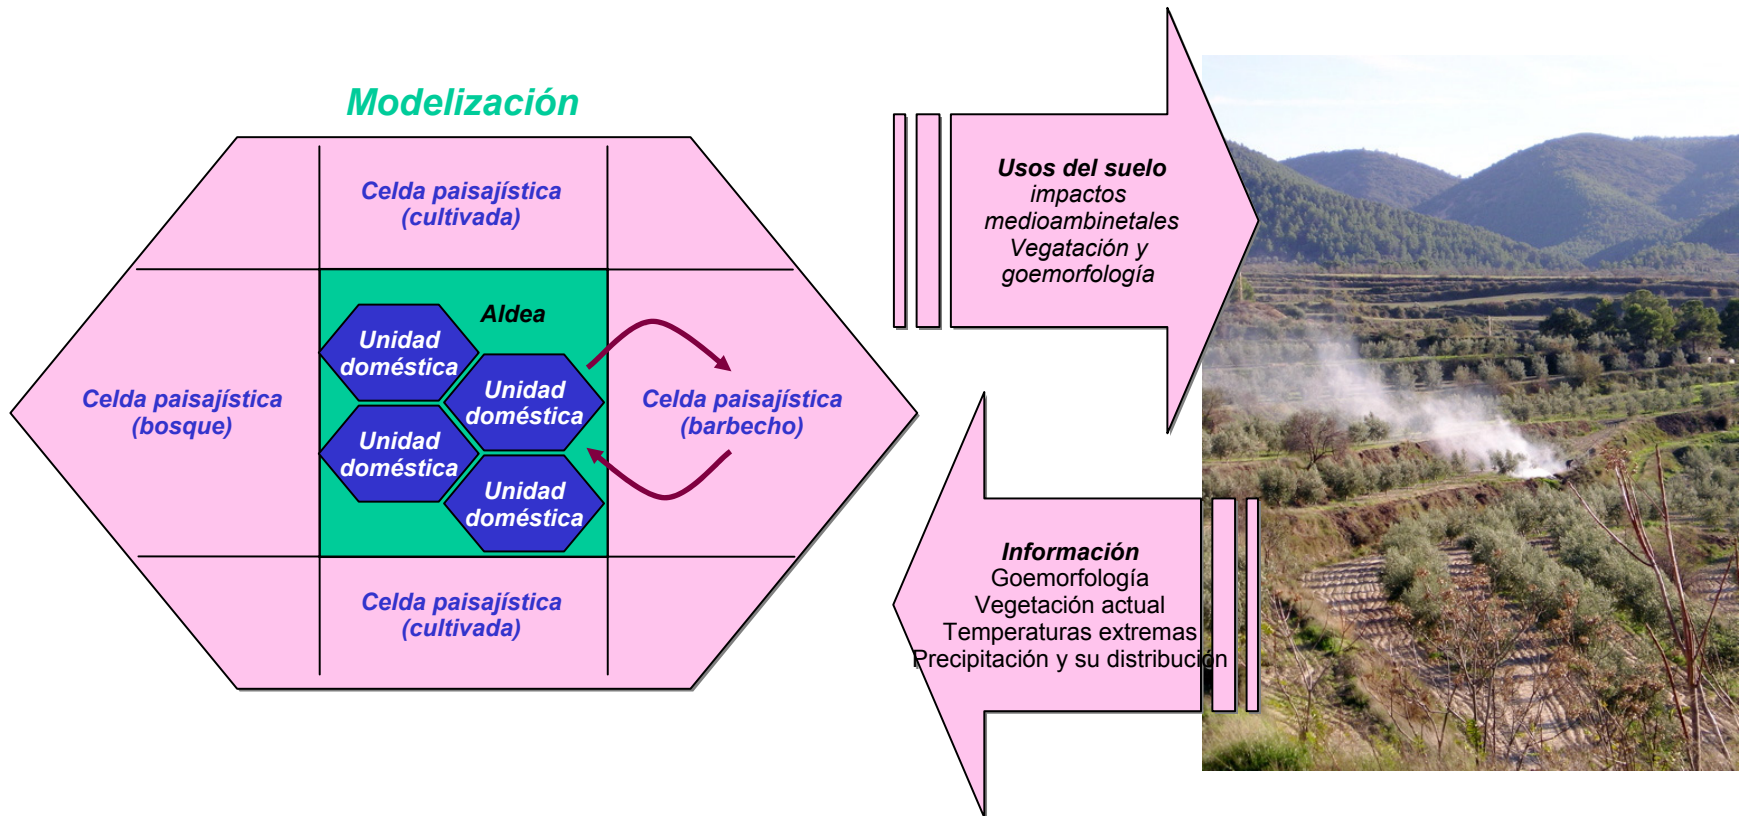 Modelización
Celda paisajística
(cultivada)
Aldea
Unidad
doméstica
Unidad
doméstica
Unidad
doméstica
Unidad
doméstica
Celda paisajística
(bosque)
Celda paisajística
(barbecho)
Celda paisajística
(cultivada)
Usos del suelo
impactos
medioambinetales
Vegatación y
goemorfología
Información
Goemorfología
Vegetación actual
Temperaturas extremas
Precipitación y su distribución